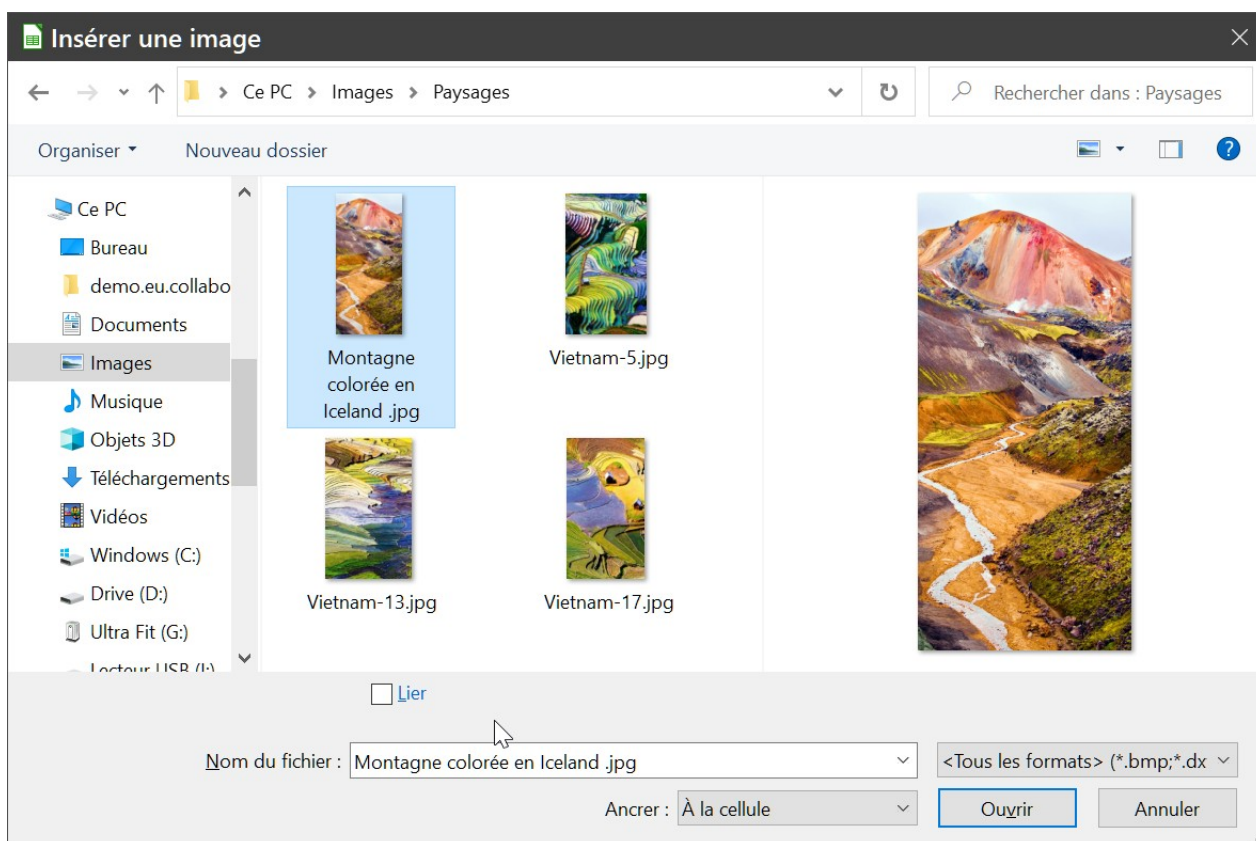 Insérer une image
Ce PC > Images > Paysages
Rechercher dans : Paysages
Organiser
Nouveau dossier
Ce PC
Bureau
demo.eu.collabo
Documents
Images
Musique
Objets 3D
Téléchargements
Vidéos
Windows (C:)
Drive (D:)
Ultra Fit (G:)
Lecteur USB (I:)
Montagne
colorée en
Iceland .jpg
Vietnam-5.jpg
Vietnam-13.jpg
Vietnam-17.jpg
Lier
Nom du fichier : Montagne colorée en Iceland .jpg
<Tous les formats> (*.bmp;*.dx
Ancrer : À la cellule
Ouvrir
Annuler